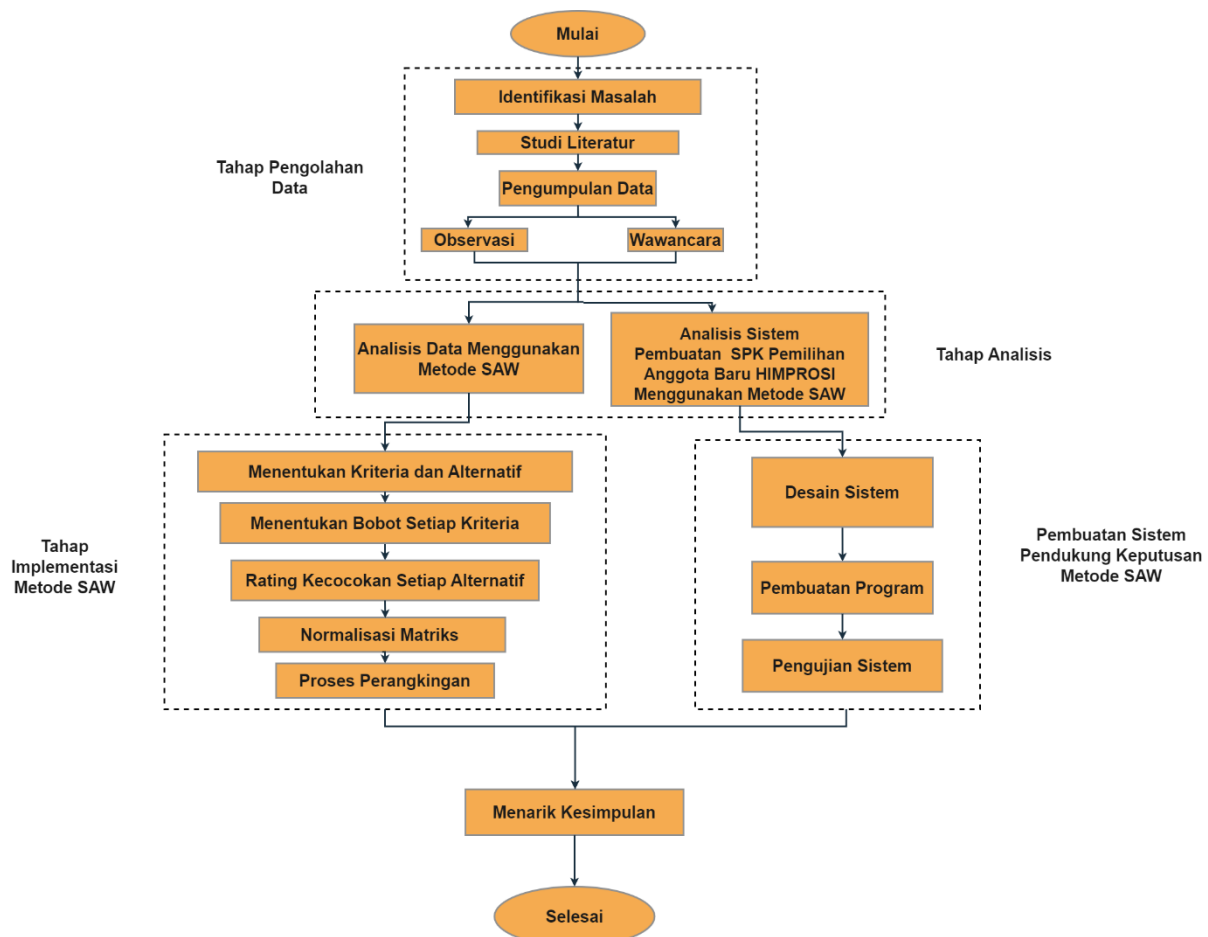 Mulai
Identifikasi Masalah
Studi Literatur
Tahap Pengolahan
Data
Pengumpulan Data
Observasi
Wawancara
Analisis Data Menggunakan
Metode SAW
Analisis Sistem
Pembuatan SPK Pemilihan
Anggota Baru HIMPROSI
Menggunakan Metode SAW
Tahap Analisis
Tahap
Implementasi
Metode SAW
Menentukan Kriteria dan Alternatif
Menentukan Bobot Setiap Kriteria
Rating Kecocokan Setiap Alternatif
Normalisasi Matriks
Proses Perangkingan
Desain Sistem
Pembuatan Program
Pengujian Sistem
Pembuatan Sistem
Pendukung Keputusan
Metode SAW
Menarik Kesimpulan
Selesai